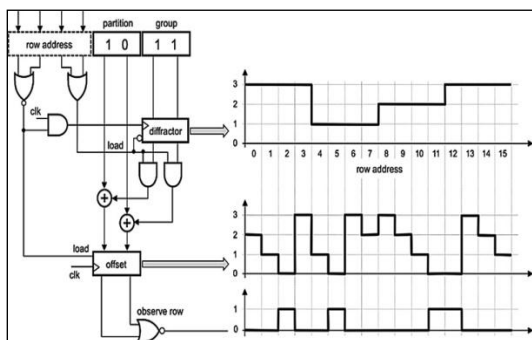 partition group
row address 1 0 1 1
clk
diffractor
load
3
2
1
0
0 1 2 3 4 5 6 7 8 9 10 11 12 13 14 15
row address
+
+
load
clk
offset
3
2
1
0
observe row
1
0